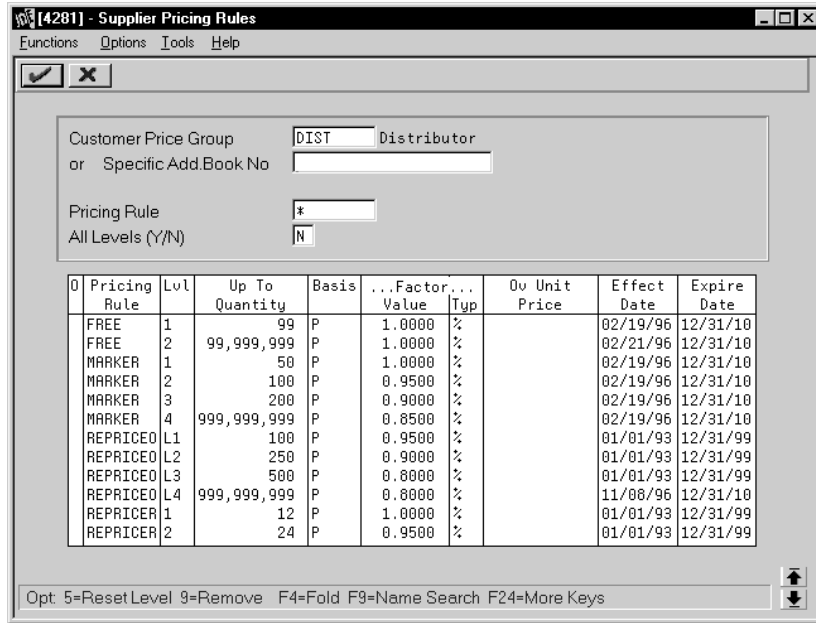 [4281] - Supplier Pricing Rules
Functions Options Tools Help
Customer Price Group DIST Distributor
or Specific Add.Book No
Pricing Rule *
All Levels (Y/N) N
O Pricing Lvl Up To Basis ...Factor... Ov Unit Effect Expire
Rule Quantity Value Typ Price Date Date
FREE 1 99 P 1.0000 % 02/19/96 12/31/10
FREE 2 99,999,999 P 1.0000 % 02/21/96 12/31/10
MARKER 1 50 P 1.0000 % 02/19/96 12/31/10
MARKER 2 100 P 0.9500 % 02/19/96 12/31/10
MARKER 3 200 P 0.9000 % 02/19/96 12/31/10
MARKER 4 999,999,999 P 0.8500 % 02/19/96 12/31/10
REPRICEO L1 100 P 0.9500 % 01/01/93 12/31/99
REPRICEO L2 250 P 0.9000 % 01/01/93 12/31/99
REPRICEO L3 500 P 0.8000 % 01/01/93 12/31/99
REPRICEO L4 999,999,999 P 0.8000 % 11/08/96 12/31/10
REPRICER 1 12 P 1.0000 % 01/01/93 12/31/99
REPRICER 2 24 P 0.9500 % 01/01/93 12/31/99
Opt: 5=Reset Level 9=Remove F4=Fold F9=Name Search F24=More Keys